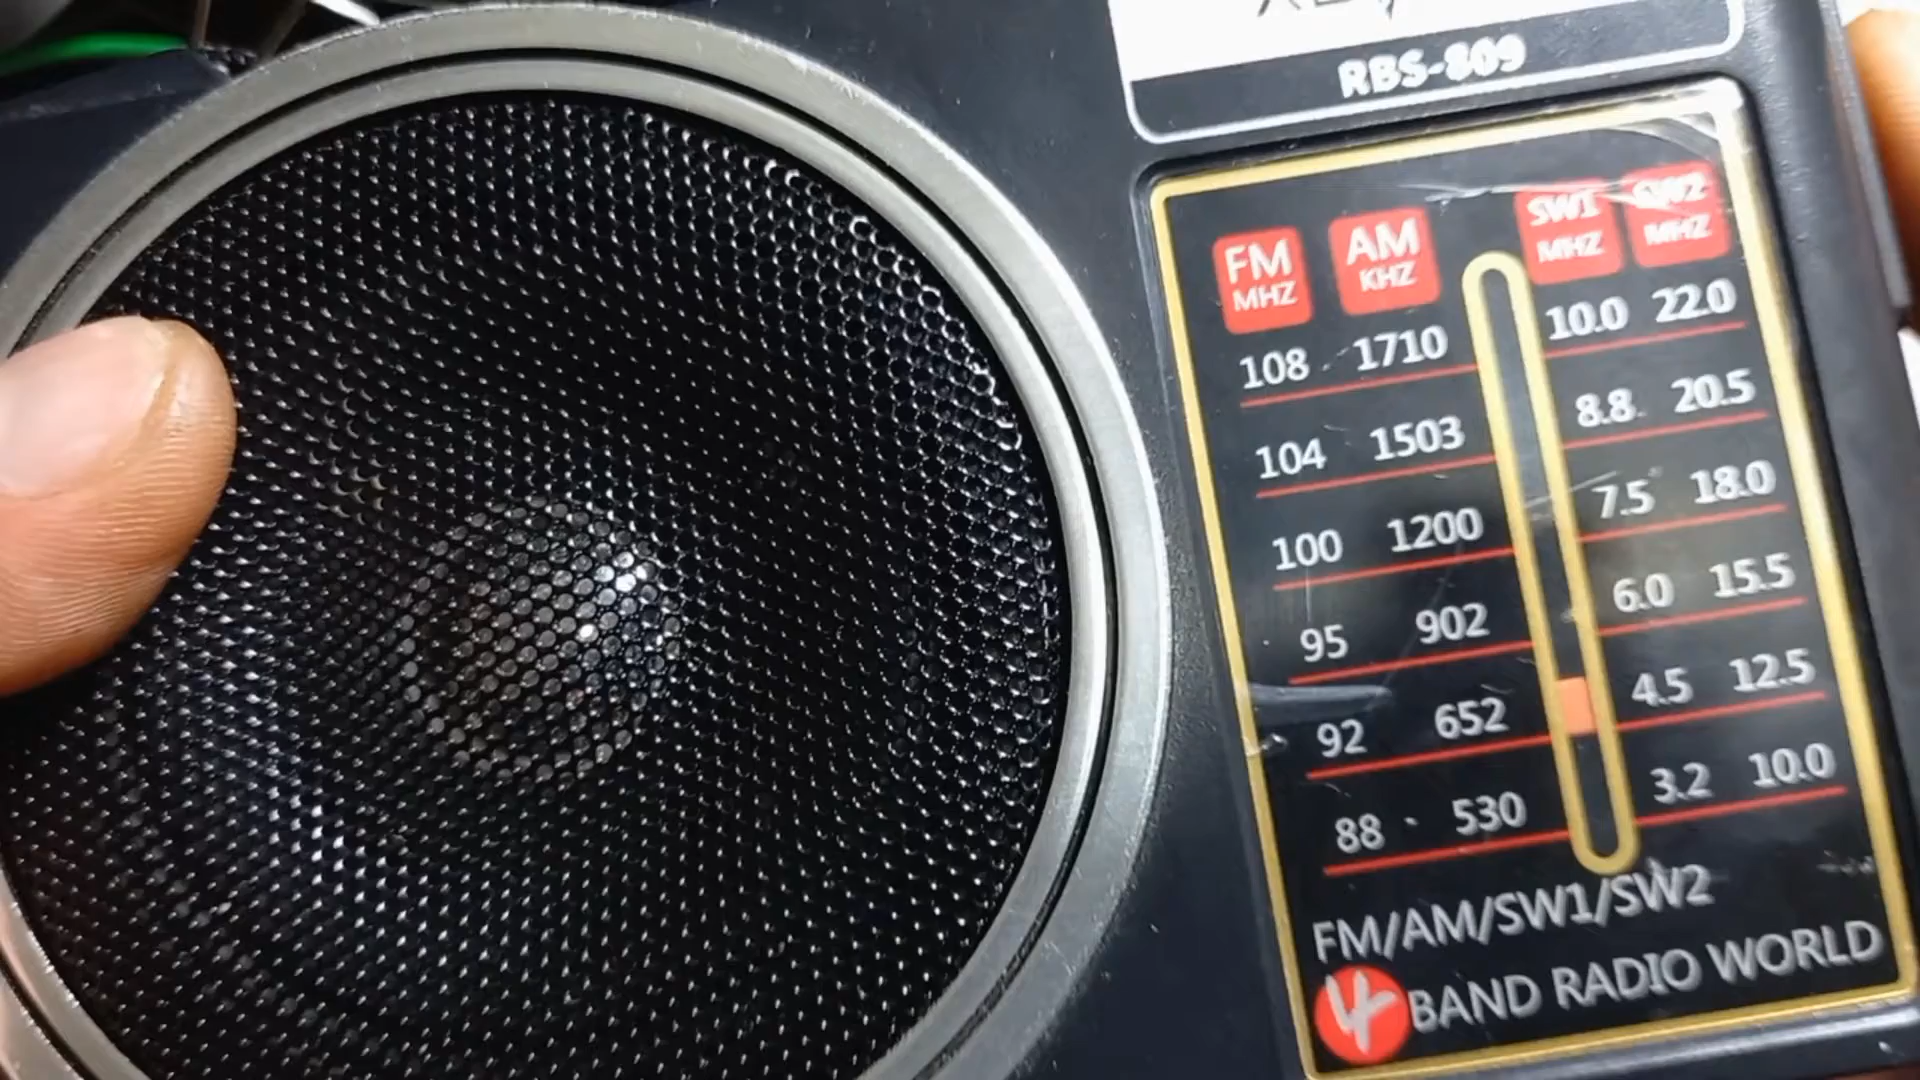 RBS-809
FM AM SW1 SW2
MHZ KHZ MHZ MHZ
108 1710 10.0 22.0
104 1503 8.8 20.5
100 1200 7.5 18.0
95 902 6.0 15.5
92 652 4.5 12.5
88 530 3.2 10.0
FM/AM/SW1/SW2
4 BAND RADIO WORLD